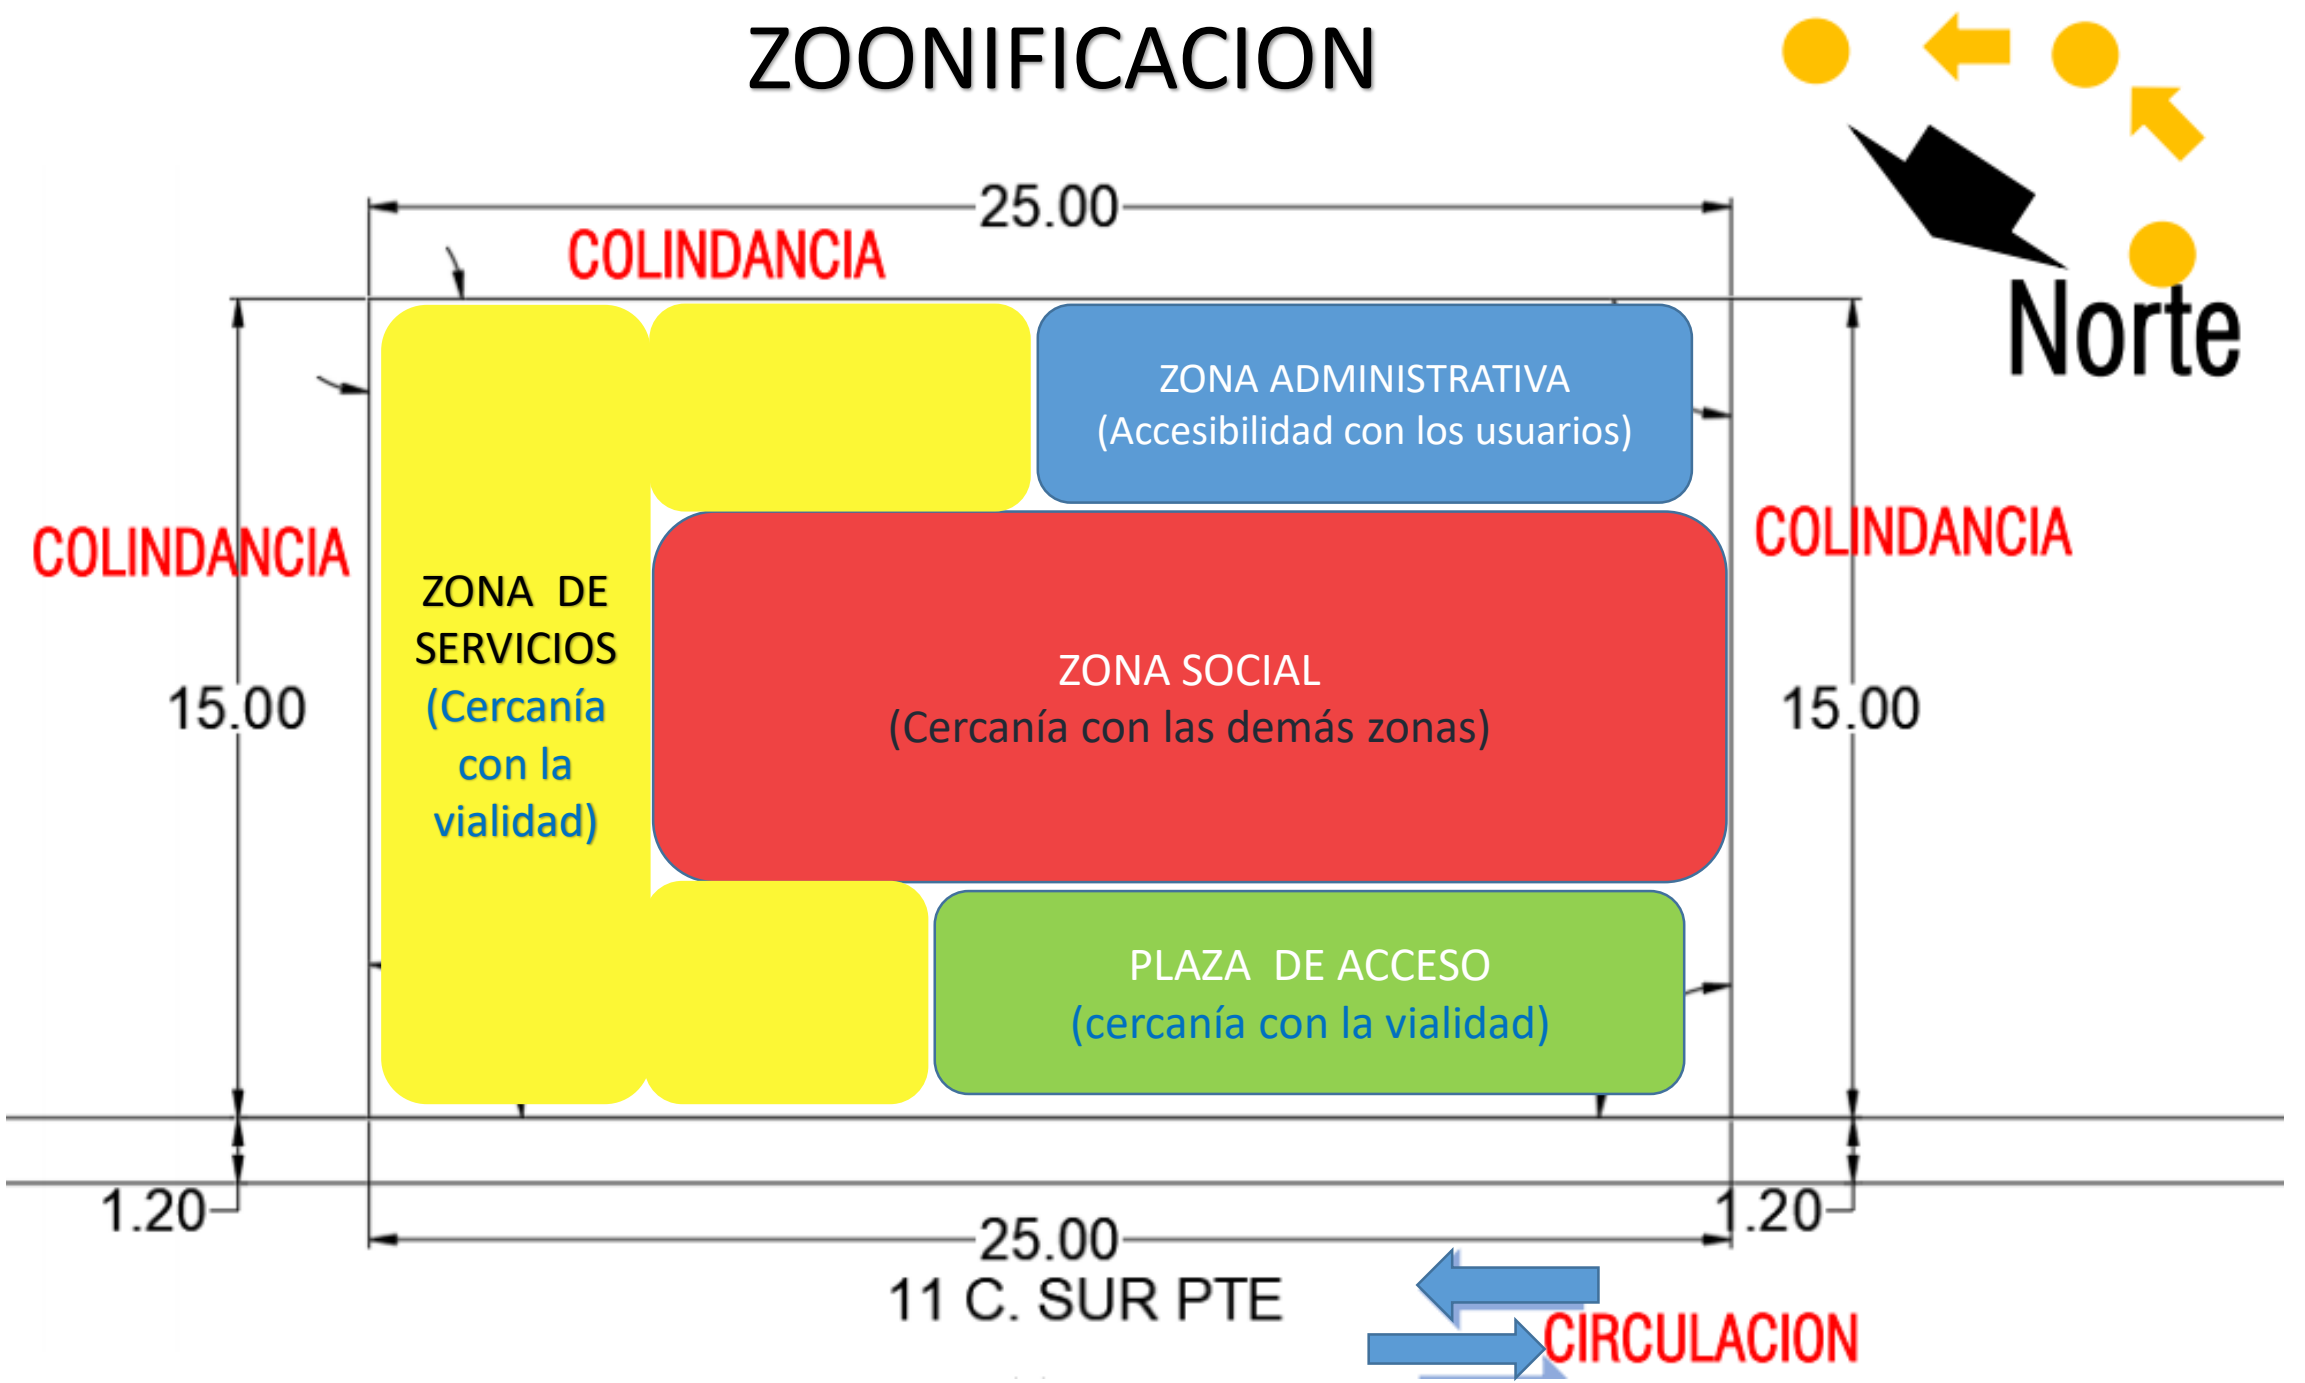 ZOONIFICACION
25.00
COLINDANCIA
Norte
ZONA ADMINISTRATIVA
(Accesibilidad con los usuarios)
COLINDANCIA
COLINDANCIA
ZONA DE
SERVICIOS
(Cercanía
con la
vialidad)
ZONA SOCIAL
(Cercanía con las demás zonas)
15.00
15.00
PLAZA DE ACCESO
(cercanía con la vialidad)
1.20
1.20
25.00
11 C. SUR PTE
CIRCULACION